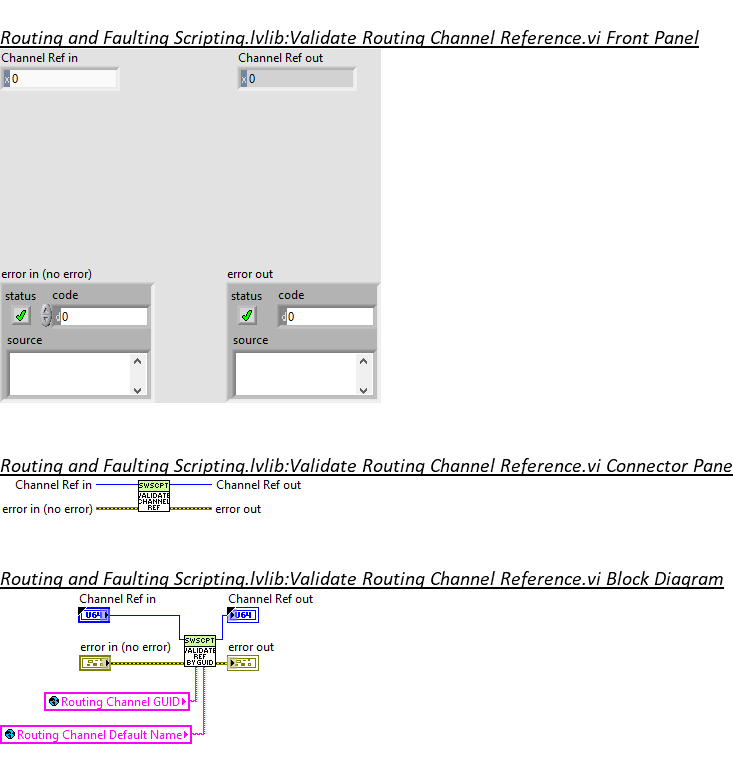 Routing and Faulting Scripting.lvlib:Validate Routing Channel Reference.vi Front Panel
Channel Ref in
Channel Ref out
x 0
x 0
error in (no error)
error out
status
code
status
code
d 0
d 0
source
source
Routing and Faulting Scripting.lvlib:Validate Routing Channel Reference.vi Connector Pane
Channel Ref in
SWSCPT
VALIDATE
CHANNEL
REF
Channel Ref out
error in (no error)
error out
Routing and Faulting Scripting.lvlib:Validate Routing Channel Reference.vi Block Diagram
Channel Ref in
Channel Ref out
U64
U64
error in (no error)
SWSCPT
VALIDATE
REF
BY GUID
error out
Routing Channel GUID
Routing Channel Default Name